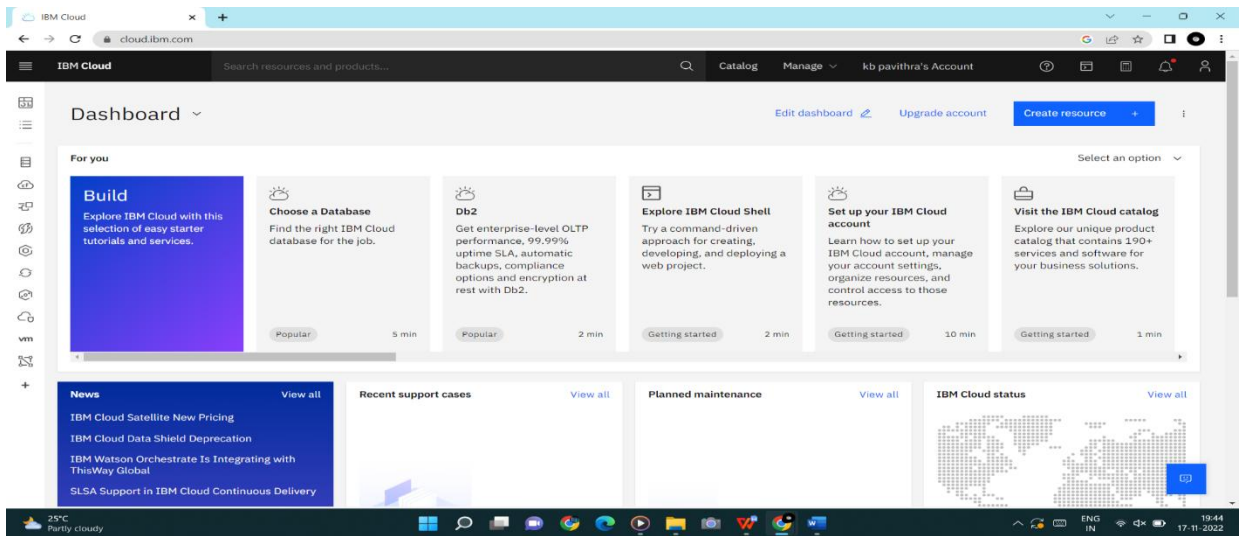 IBM Cloud
cloud.ibm.com
IBM Cloud
Search resources and products...
Catalog
Manage
kb pavithra's Account
Dashboard
Edit dashboard
Upgrade account
Create resource +
For you
Select an option
Build
Explore IBM Cloud with this
selection of easy starter
tutorials and services.
Choose a Database
Find the right IBM Cloud
database for the job.
Popular
5 min
Db2
Get enterprise-level OLTP
performance, 99.99%
uptime SLA, automatic
backups, compliance
options and encryption at
rest with Db2.
Popular
2 min
Explore IBM Cloud Shell
Try a command-driven
approach for creating,
developing, and deploying a
web project.
Getting started
2 min
Set up your IBM Cloud
account
Learn how to set up your
IBM Cloud account, manage
your account settings,
organize resources, and
control access to those
resources.
Getting started
10 min
Visit the IBM Cloud catalog
Explore our unique product
catalog that contains 190+
services and software for
your business solutions.
Getting started
1 min
vm
News
View all
IBM Cloud Satellite New Pricing
IBM Cloud Data Shield Deprecation
IBM Watson Orchestrate Is Integrating with
ThisWay Global
SLSA Support in IBM Cloud Continuous Delivery
Recent support cases
View all
Planned maintenance
View all
IBM Cloud status
View all
25°C
Partly cloudy
ENG
IN
19:44
17-11-2022